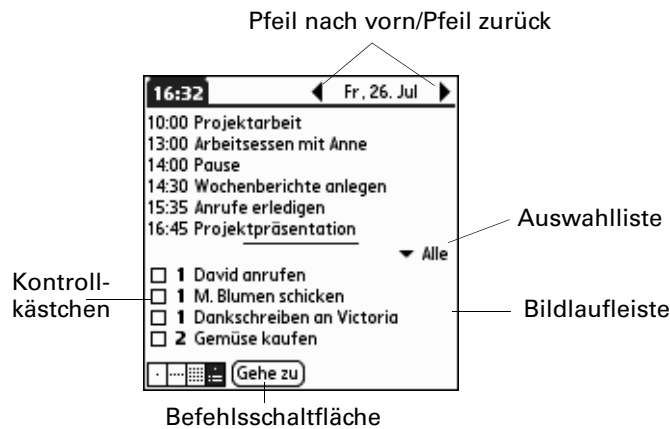 Pfeil nach vorn/Pfeil zurück
16:32
Fr, 26. Jul
10:00 Projektarbeit
13:00 Arbeitsessen mit Anne
14:00 Pause
14:30 Wochenberichte anlegen
15:35 Anrufe erledigen
16:45 Projektpräsentation
Auswahlliste
Alle
Kontroll-
kästchen
1 David anrufen
1 M. Blumen schicken
1 Dankschreiben an Victoria
2 Gemüse kaufen
Bildlaufleiste
Gehe zu
Befehlsschaltfläche